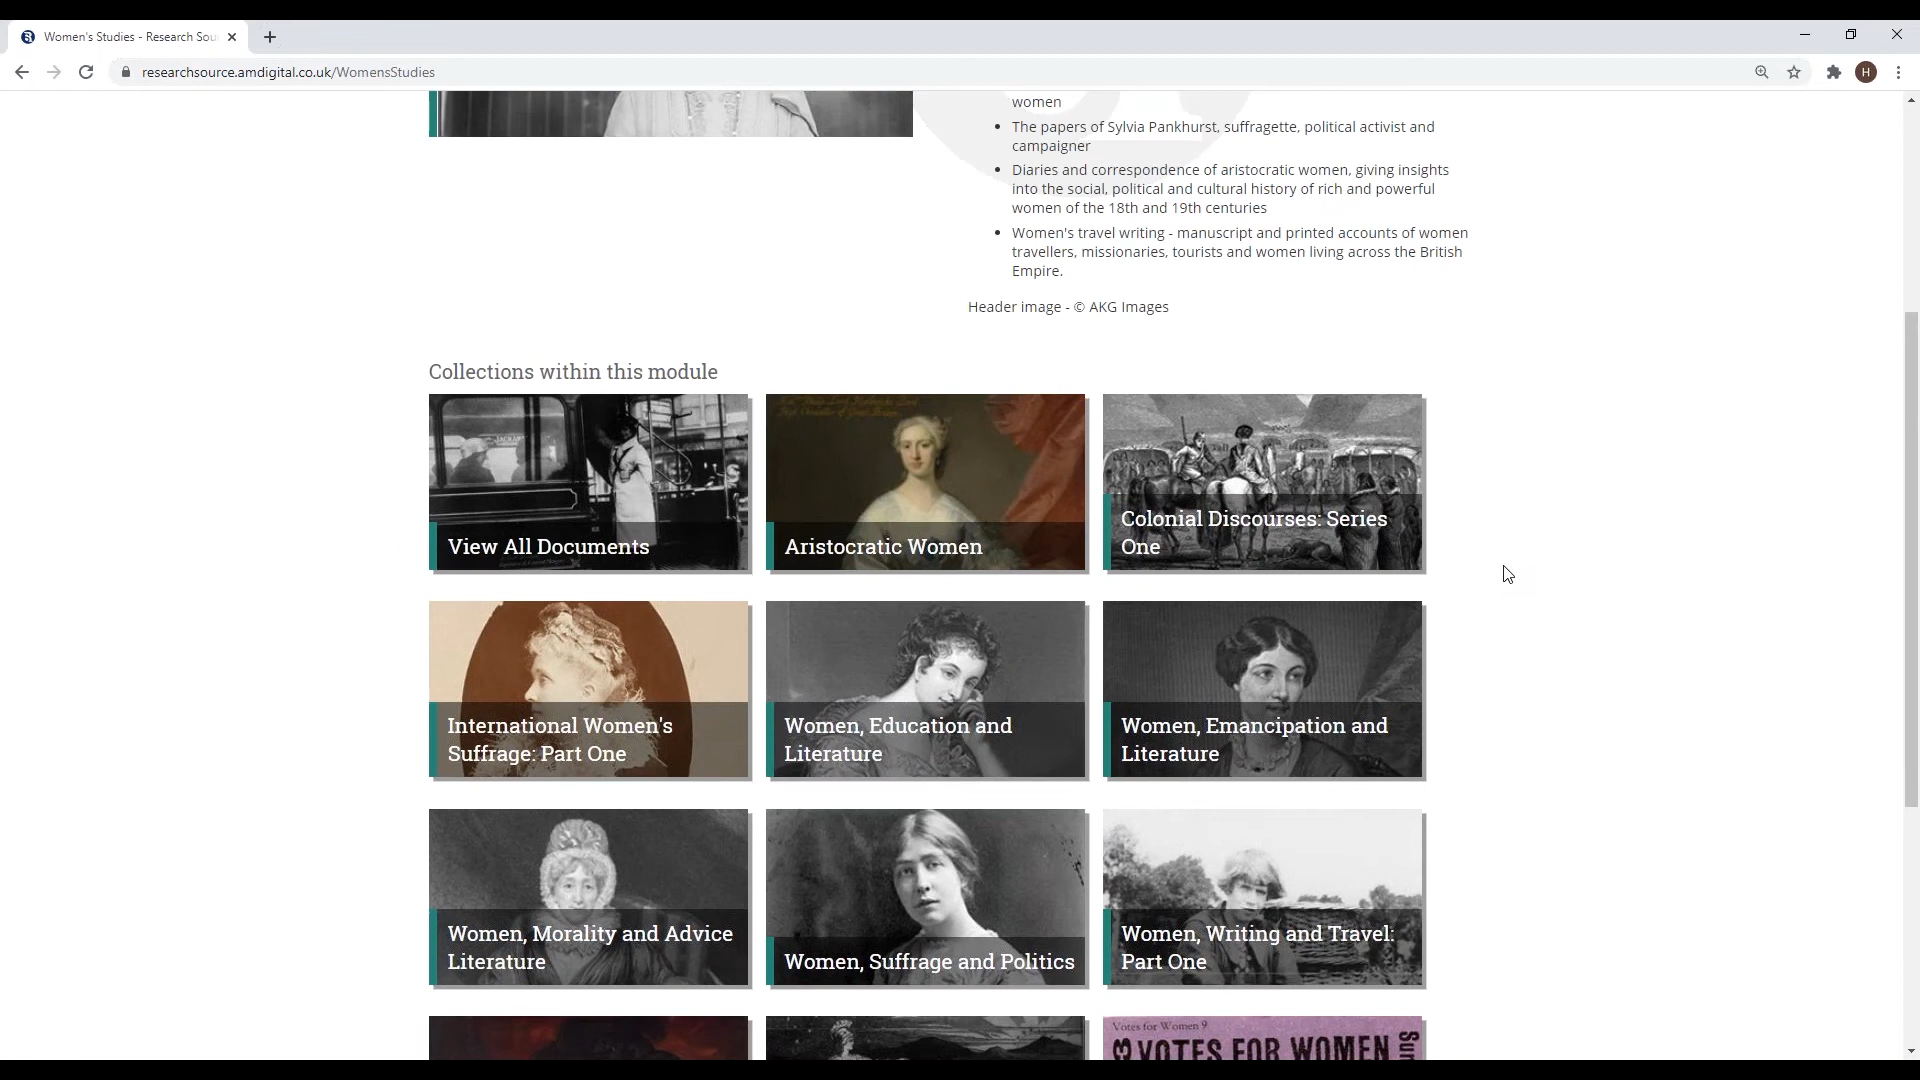 Women's Studies - Research Sou
researchsource.amdigital.co.uk/WomensStudies
H
women
• The papers of Sylvia Pankhurst, suffragette, political activist and
campaigner
• Diaries and correspondence of aristocratic women, giving insights
into the social, political and cultural history of rich and powerful
women of the 18th and 19th centuries
• Women's travel writing - manuscript and printed accounts of women
travellers, missionaries, tourists and women living across the British
Empire.
Header image - © AKG Images
Collections within this module
View All Documents
Aristocratic Women
Colonial Discourses: Series
One
International Women's
Suffrage: Part One
Women, Education and
Literature
Women, Emancipation and
Literature
Women, Morality and Advice
Literature
Women, Suffrage and Politics
Women, Writing and Travel:
Part One
Votes for Women 9
VOTES FOR WOMEN